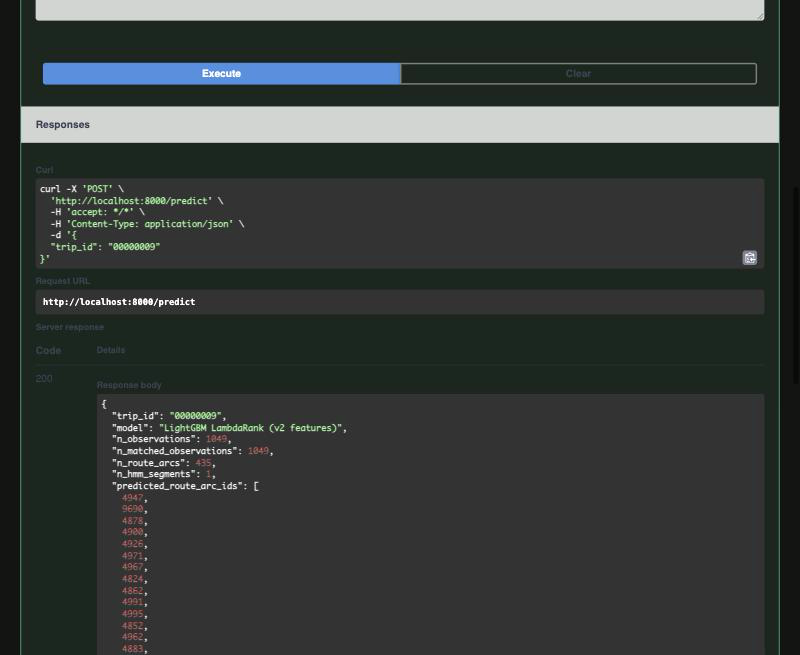 Execute
Clear
Responses
Curl
curl -X 'POST' \
'http://localhost:8000/predict' \
-H 'accept: */*' \
-H 'Content-Type: application/json' \
-d '{
"trip_id": "00000009"
}'
Request URL
http://localhost:8000/predict
Server response
Code Details
200
Response body
{
"trip_id": "00000009",
"model": "LightGBM LambdaRank (v2 features)",
"n_observations": 1049,
"n_matched_observations": 1049,
"n_route_arcs": 435,
"n_hmm_segments": 1,
"predicted_route_arc_ids": [
4947,
9690,
4878,
4900,
4926,
4971,
4967,
4824,
4862,
4991,
4995,
4852,
4962,
4883,